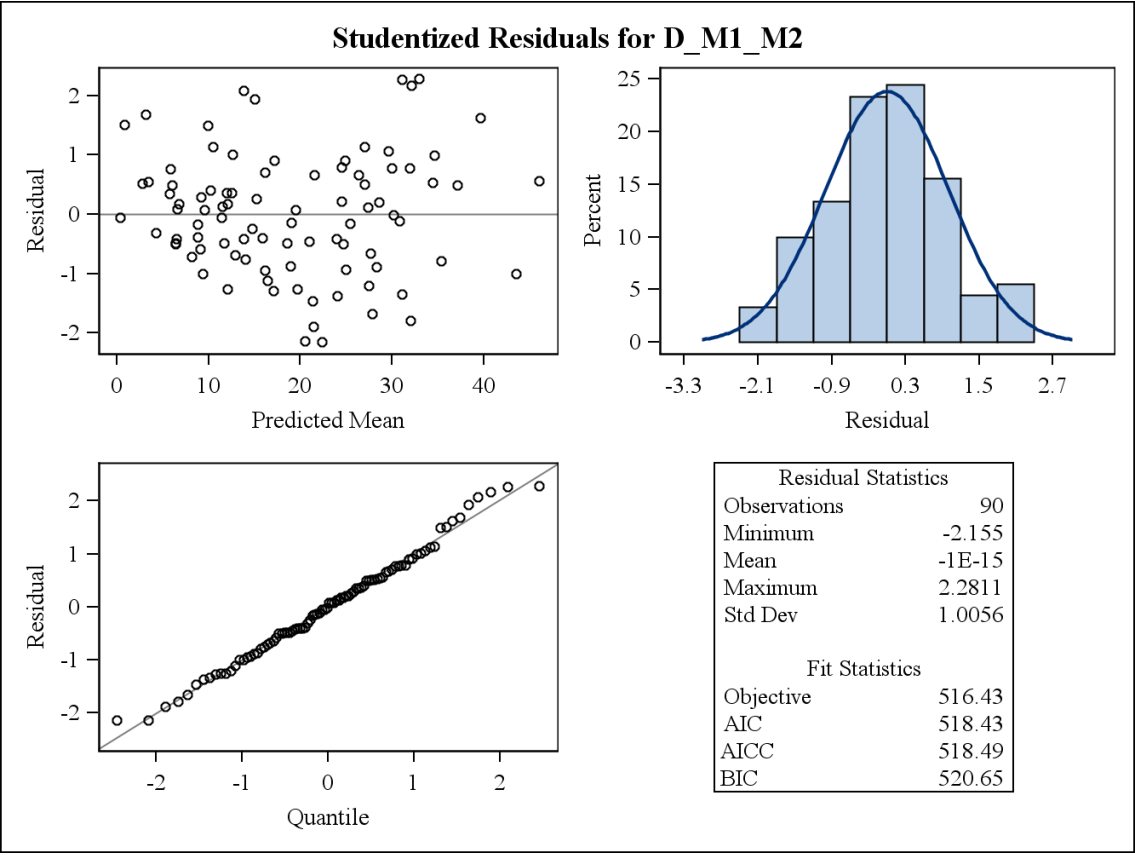 Studentized Residuals for D_M1_M2
2
1
0
-1
-2
Residual
0 10 20 30 40
Predicted Mean
25
20
15
10
5
0
Percent
-3.3 -2.1 -0.9 0.3 1.5 2.7
Residual
2
1
0
-1
-2
Residual
-2 -1 0 1 2
Quantile
Residual Statistics
Observations 90
Minimum -2.155
Mean -1E-15
Maximum 2.2811
Std Dev 1.0056
Fit Statistics
Objective 516.43
AIC 518.43
AICC 518.49
BIC 520.65